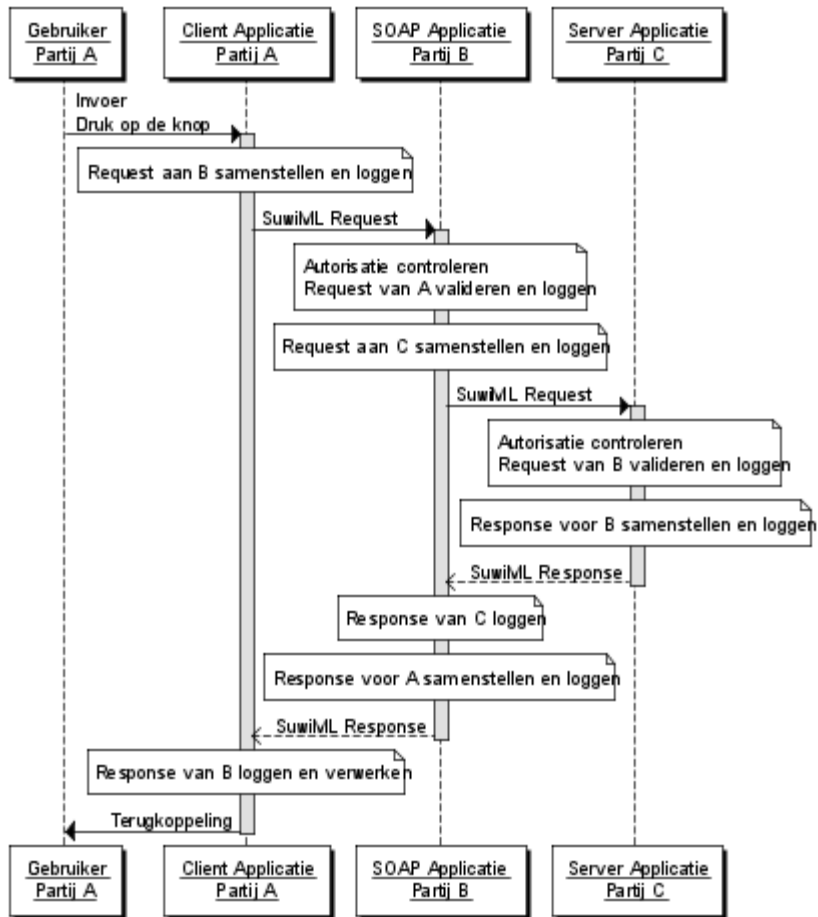 Gebruiker
Partij A
Client Applicatie
Partij A
SOAP Applicatie
Partij B
Server Applicatie
Partij C
Invoer
Druk op de knop
Request aan B samenstellen en loggen
SuwiML Request
Autorisatie controleren
Request van A valideren en loggen
Request aan C samenstellen en loggen
SuwiML Request
Autorisatie controleren
Request van B valideren en loggen
Response voor B samenstellen en loggen
SuwiML Response
Response van C loggen
Response voor A samenstellen en loggen
SuwiML Response
Response van B loggen en verwerken
Terugkoppeling
Gebruiker
Partij A
Client Applicatie
Partij A
SOAP Applicatie
Partij B
Server Applicatie
Partij C